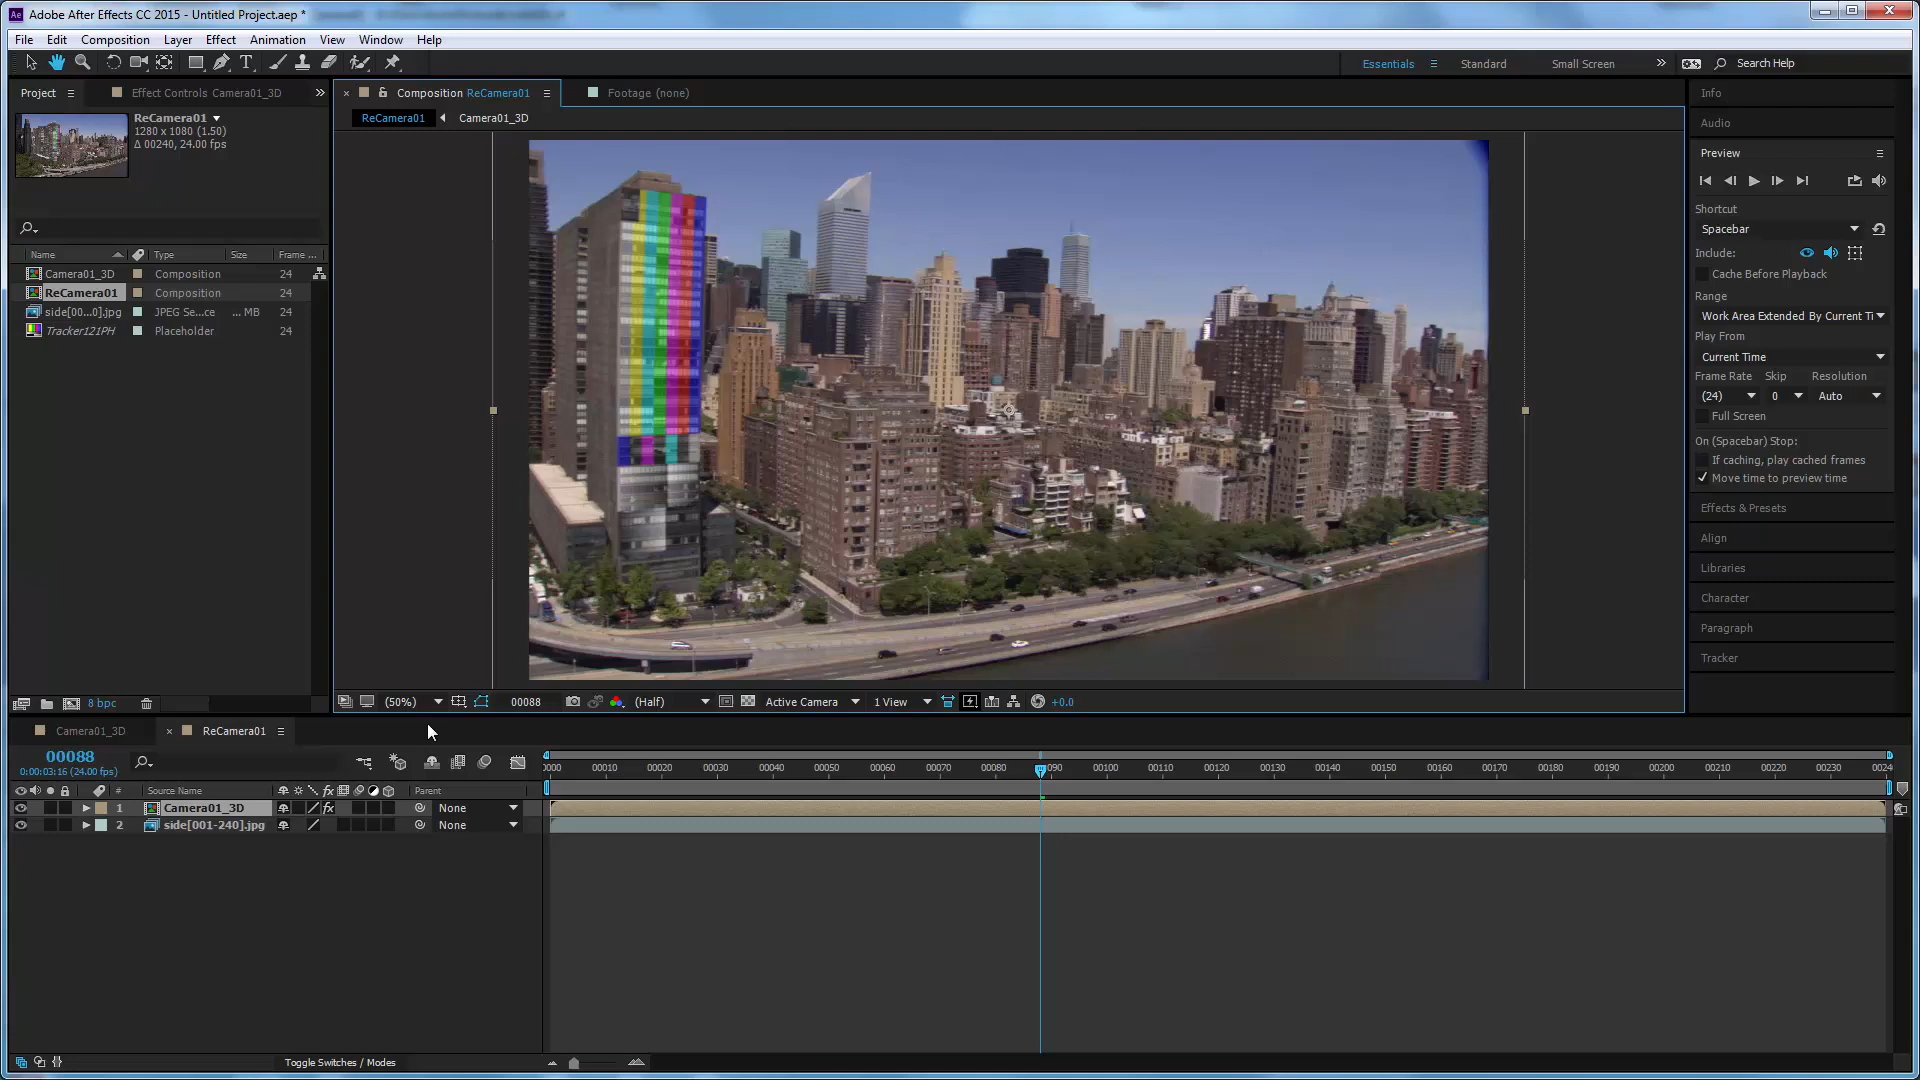 Adobe After Effects CC 2015 - Untitled Project.aep *
File Edit Composition Layer Effect Animation View Window Help
Essentials Standard Small Screen Search Help
Project Effect Controls Camera01_3D
ReCamera01
1280 x 1080 (1.50)
Δ 00240, 24.00 fps
Name Type Size Frame ...
Camera01_3D Composition 24
ReCamera01 Composition 24
side[00...0].jpg JPEG Se...ce ... MB 24
Tracker121PH Placeholder 24
8 bpc
Composition ReCamera01 Footage (none)
ReCamera01 Camera01_3D
(50%) 00088 (Half) Active Camera 1 View +0.0
Info
Audio
Preview
Shortcut
Spacebar
Include:
Cache Before Playback
Range
Work Area Extended By Current Ti
Play From
Current Time
Frame Rate Skip Resolution
(24) 0 Auto
Full Screen
On (Spacebar) Stop:
If caching, play cached frames
Move time to preview time
Effects & Presets
Align
Libraries
Character
Paragraph
Tracker
Camera01_3D ReCamera01
00088
0:00:03:16 (24.00 fps)
0000 00010 00020 00030 00040 00050 00060 00070 00080 090 00100 00110 00120 00130 00140 00150 00160 00170 00180 00190 00200 00210 00220 00230 0024
# Source Name fx Parent
1 Camera01_3D fx None
2 side[001-240].jpg None
Toggle Switches / Modes